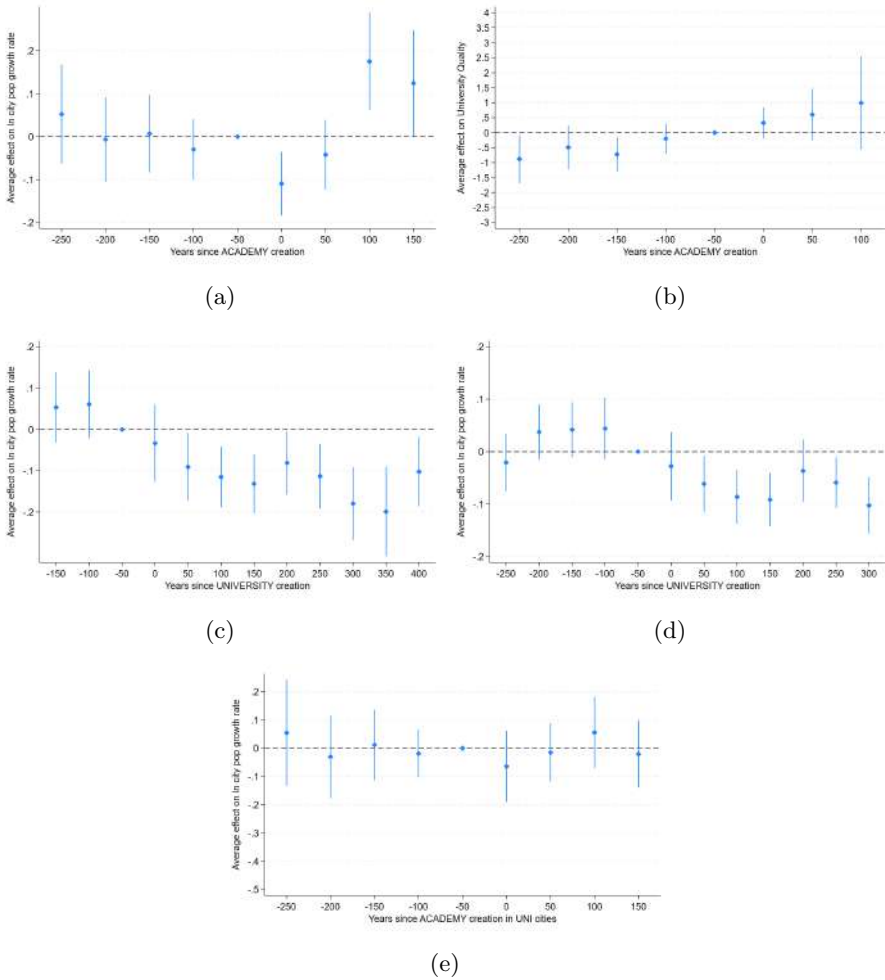 Average effect on ln city pop growth rate
.2
.1
0
-.1
-.2
-250 -200 -150 -100 -50 0 50 100 150
Years since ACADEMY creation
(a)
Average effect on University Quality
4
3.5
3
2.5
2
1.5
1
.5
0
-.5
-1
-1.5
-2
-2.5
-3
-250 -200 -150 -100 -50 0 50 100
Years since ACADEMY creation
(b)
Average effect on ln city pop growth rate
.2
.1
0
-.1
-.2
-150 -100 -50 0 50 100 150 200 250 300 350 400
Years since UNIVERSITY creation
(c)
Average effect on ln city pop growth rate
.2
.1
0
-.1
-.2
-250 -200 -150 -100 -50 0 50 100 150 200 250 300
Years since UNIVERSITY creation
(d)
Average effect on ln city pop growth rate
.2
.1
0
-.1
-.2
-.3
-.4
-.5
-250 -200 -150 -100 -50 0 50 100 150
Years since ACADEMY creation in UNI cities
(e)